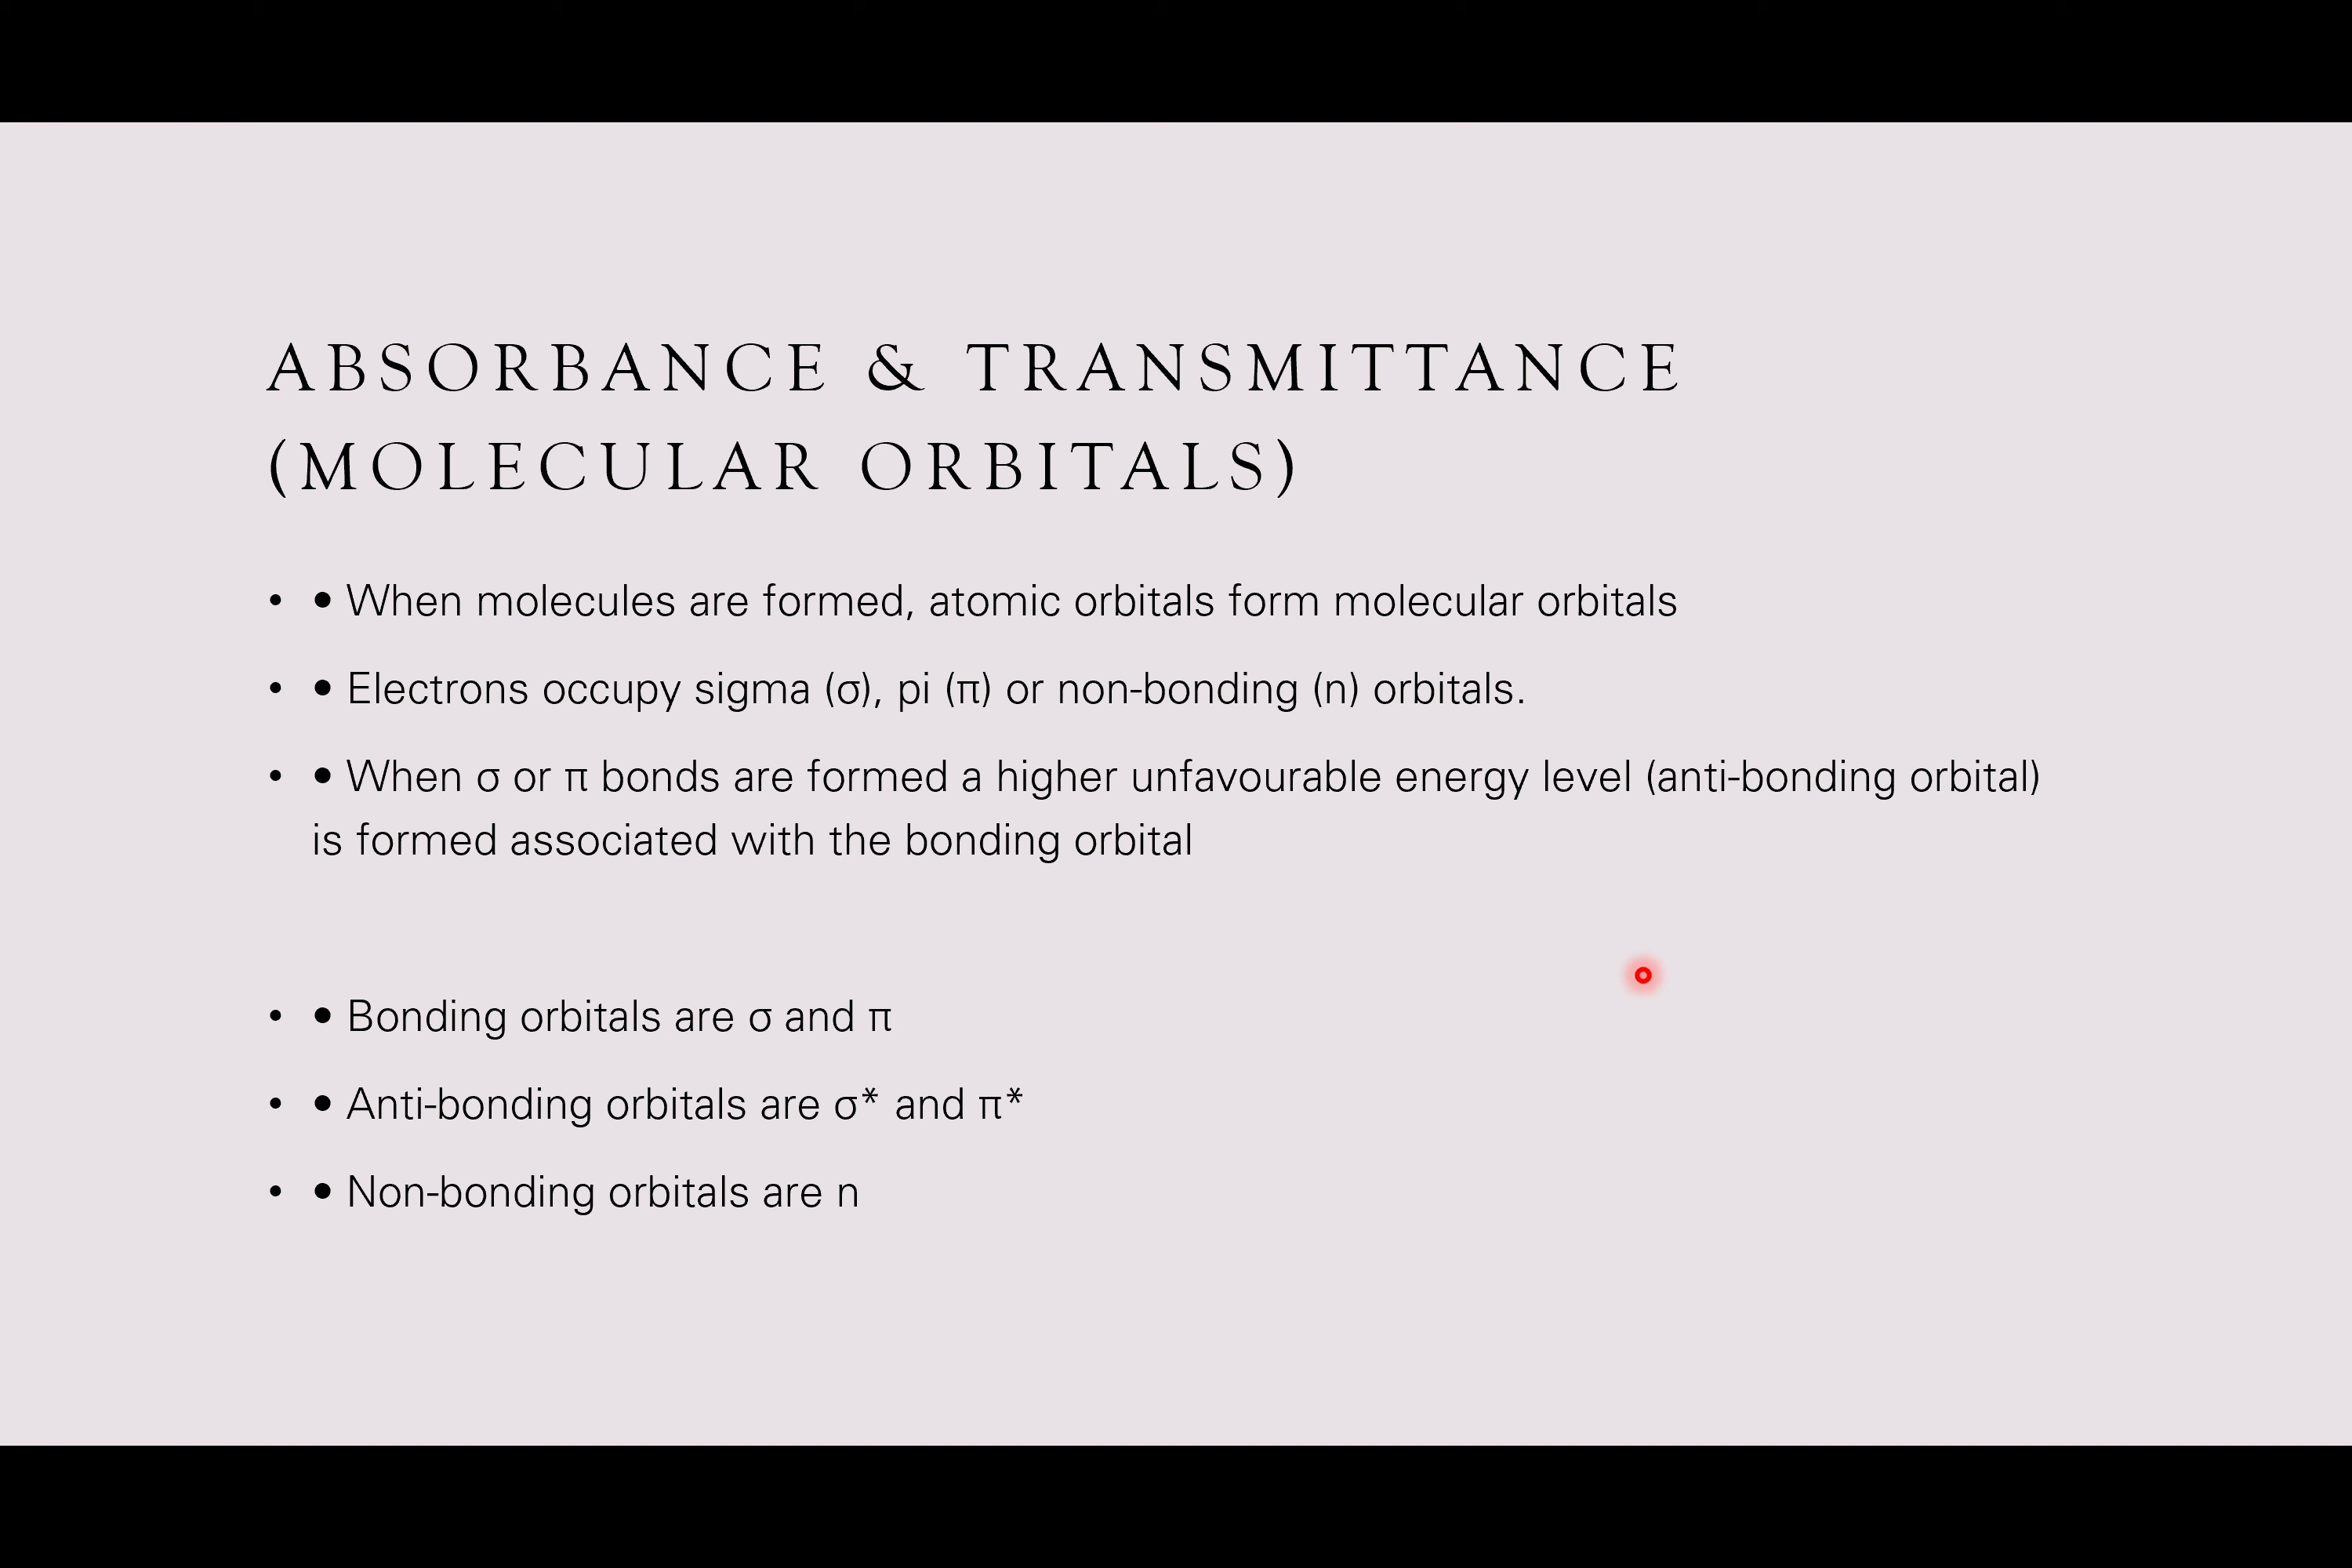 ABSORBANCE & TRANSMITTANCE
(MOLECULAR ORBITALS)
• • When molecules are formed, atomic orbitals form molecular orbitals
• • Electrons occupy sigma (σ), pi (π) or non-bonding (n) orbitals.
• • When σ or π bonds are formed a higher unfavourable energy level (anti-bonding orbital)
is formed associated with the bonding orbital
• • Bonding orbitals are σ and π
• • Anti-bonding orbitals are σ* and π*
• • Non-bonding orbitals are n